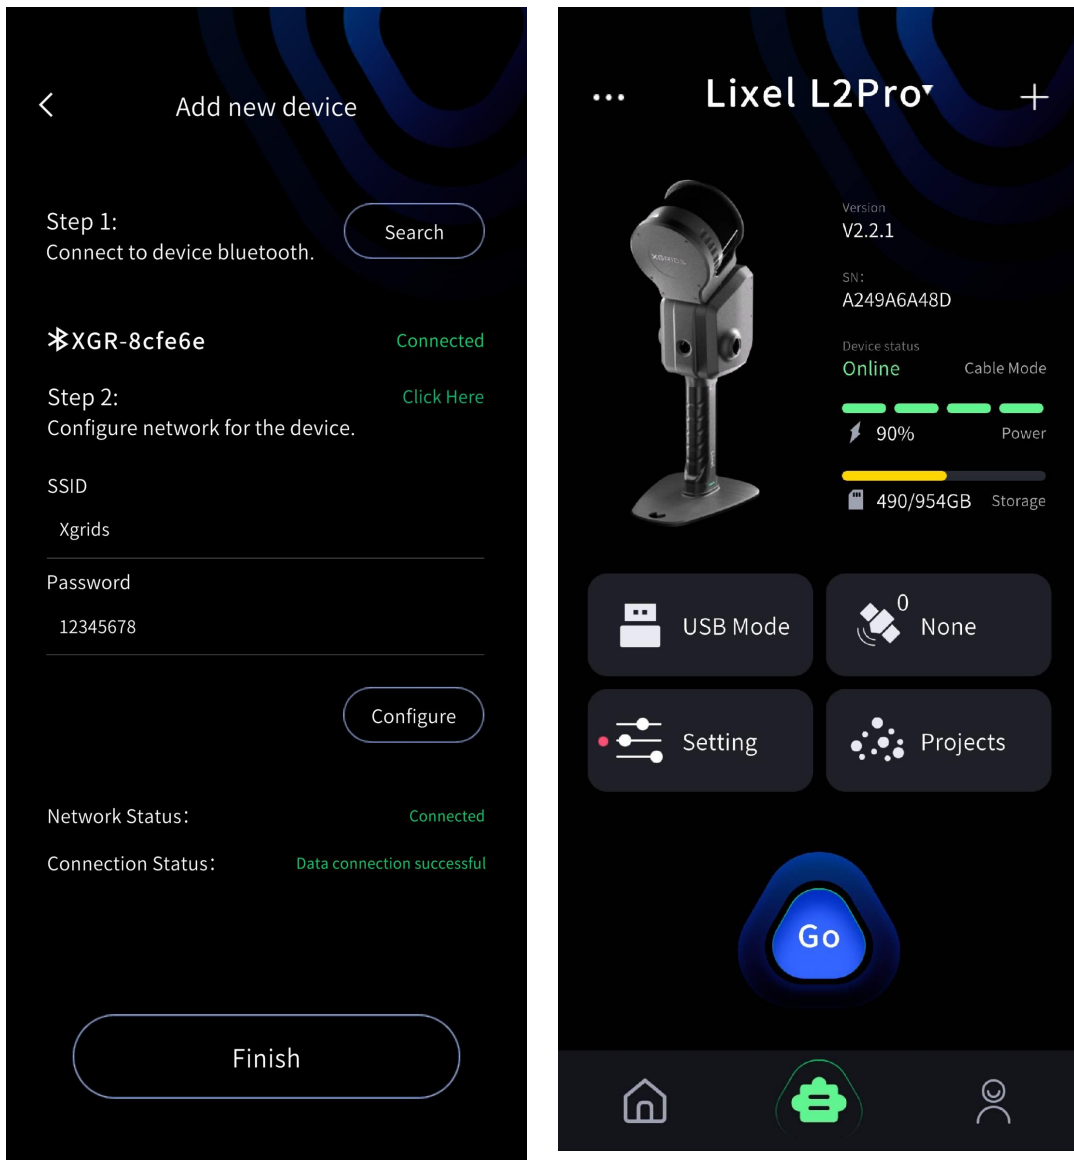 Add new device
Step 1:
Connect to device bluetooth.
Search
XGR-8cfe6e
Connected
Step 2:
Click Here
Configure network for the device.
SSID
Xgrids
Password
12345678
Configure
Network Status:
Connected
Connection Status:
Data connection successful
Finish
Lixel L2Pro
XGRIDS
Version
V2.2.1
SN:
A249A6A48D
Device status
Online
Cable Mode
90%
Power
490/954GB
Storage
USB Mode
0
None
Setting
Projects
Go